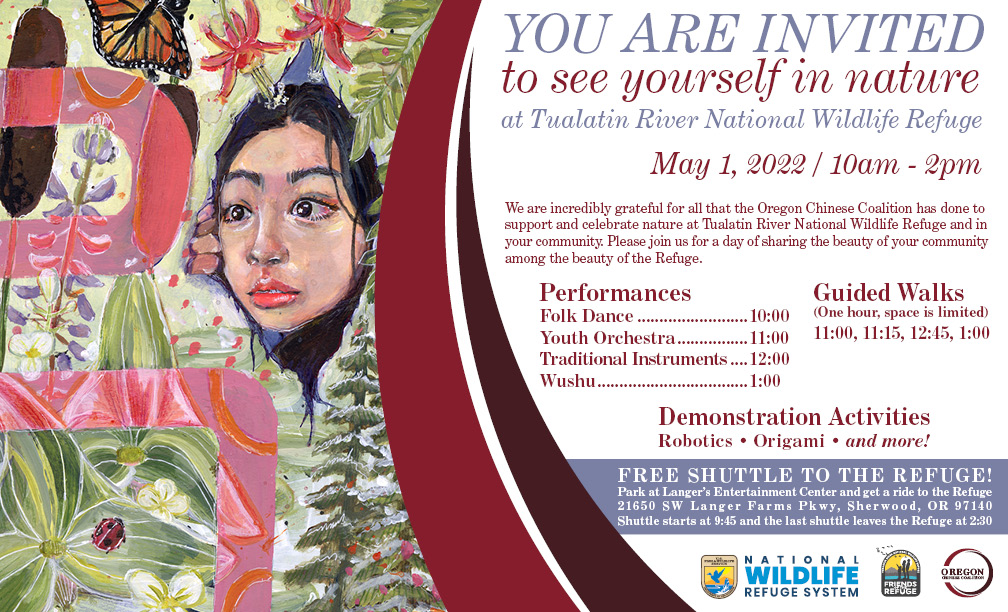 YOU ARE INVITED
to see yourself in nature
at Tualatin River National Wildlife Refuge
May 1, 2022 / 10am - 2pm
We are incredibly grateful for all that the Oregon Chinese Coalition has done to
support and celebrate nature at Tualatin River National Wildlife Refuge and in
your community. Please join us for a day of sharing the beauty of your community
among the beauty of the Refuge.
Performances
Folk Dance ......................... 10:00
Youth Orchestra ................ 11:00
Traditional Instruments .... 12:00
Wushu .................................. 1:00
Guided Walks
(One hour, space is limited)
11:00, 11:15, 12:45, 1:00
Demonstration Activities
Robotics • Origami • and more!
FREE SHUTTLE TO THE REFUGE!
Park at Langer's Entertainment Center and get a ride to the Refuge
21650 SW Langer Farms Pkwy, Sherwood, OR 97140
Shuttle starts at 9:45 and the last shuttle leaves the Refuge at 2:30
U.S.
FISH & WILDLIFE
SERVICE
NATIONAL
WILDLIFE
REFUGE SYSTEM
FRIENDS
REFUGE
OREGON
CHINESE COALITION